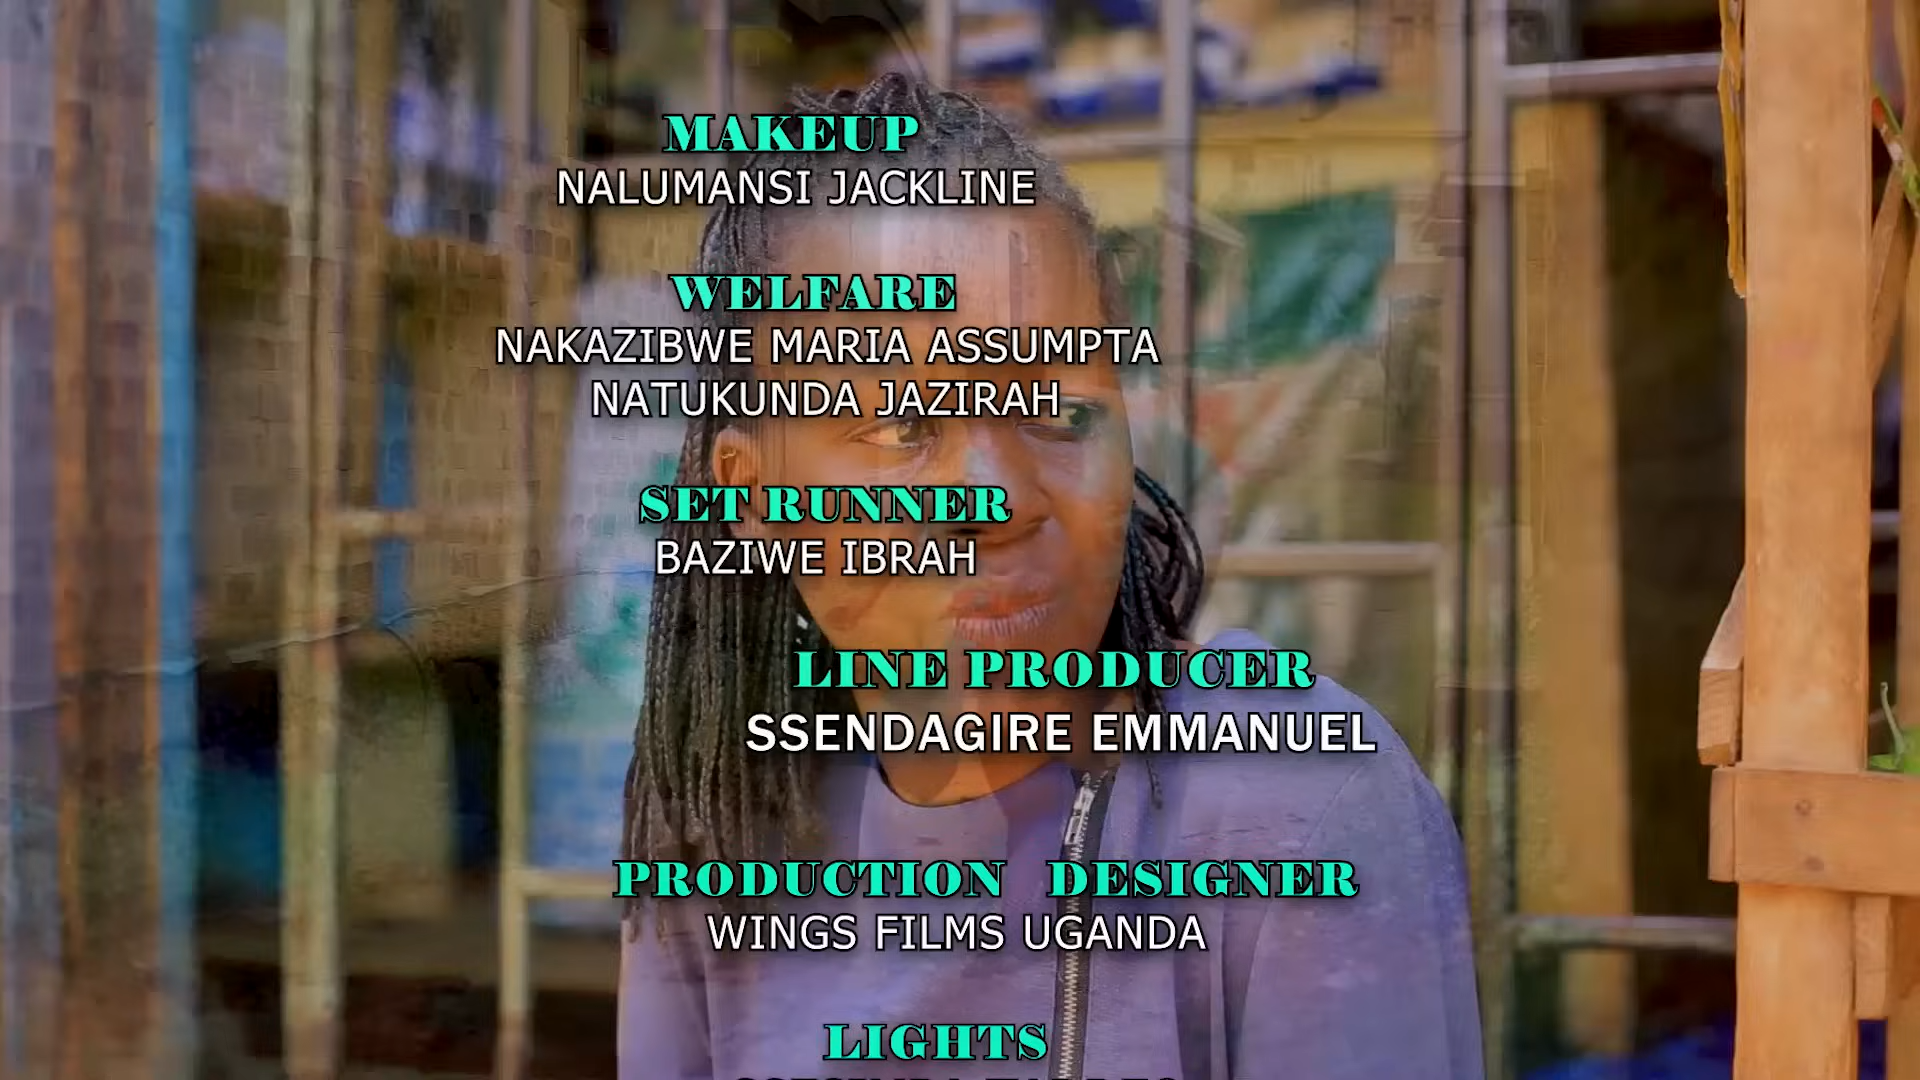 MAKEUP
NALUMANSI JACKLINE
WELFARE
NAKAZIBWE MARIA ASSUMPTA
NATUKUNDA JAZIRAH
SET RUNNER
BAZIWE IBRAH
LINE PRODUCER
SSENDAGIRE EMMANUEL
PRODUCTION DESIGNER
WINGS FILMS UGANDA
LIGHTS